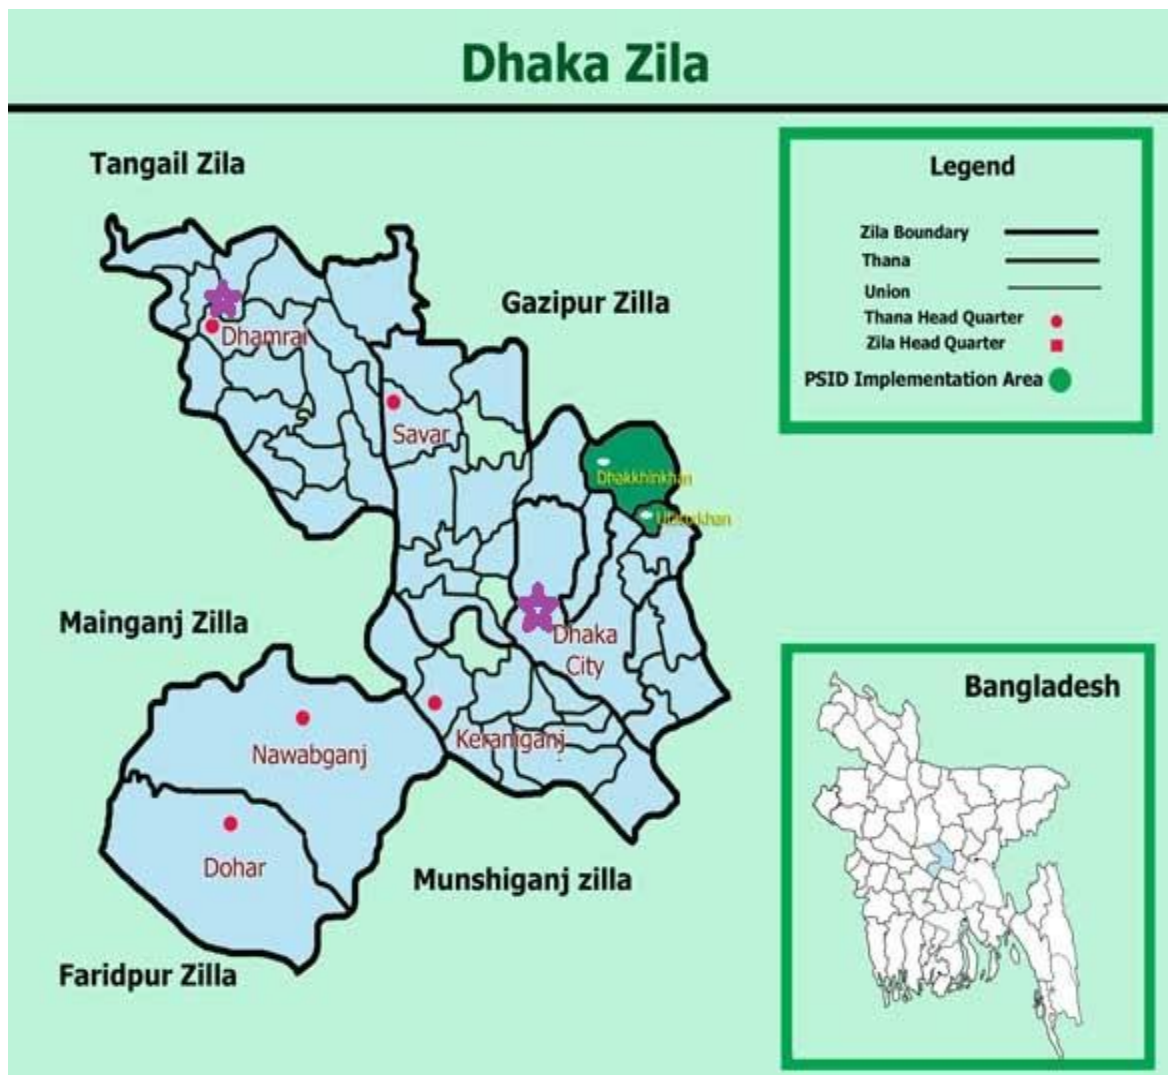 Dhaka Zila
Tangail Zila
Legend
Zila Boundary
Thana
Union
Thana Head Quarter
Zila Head Quarter
PSID Implementation Area
Gazipur Zilla
Dhamrai
Savar
Dhakkhinkhan
Mainganj Zilla
Dhaka
City
Nawabganj
Keraniganj
Dohar
Munshiganj zilla
Faridpur Zilla
Bangladesh